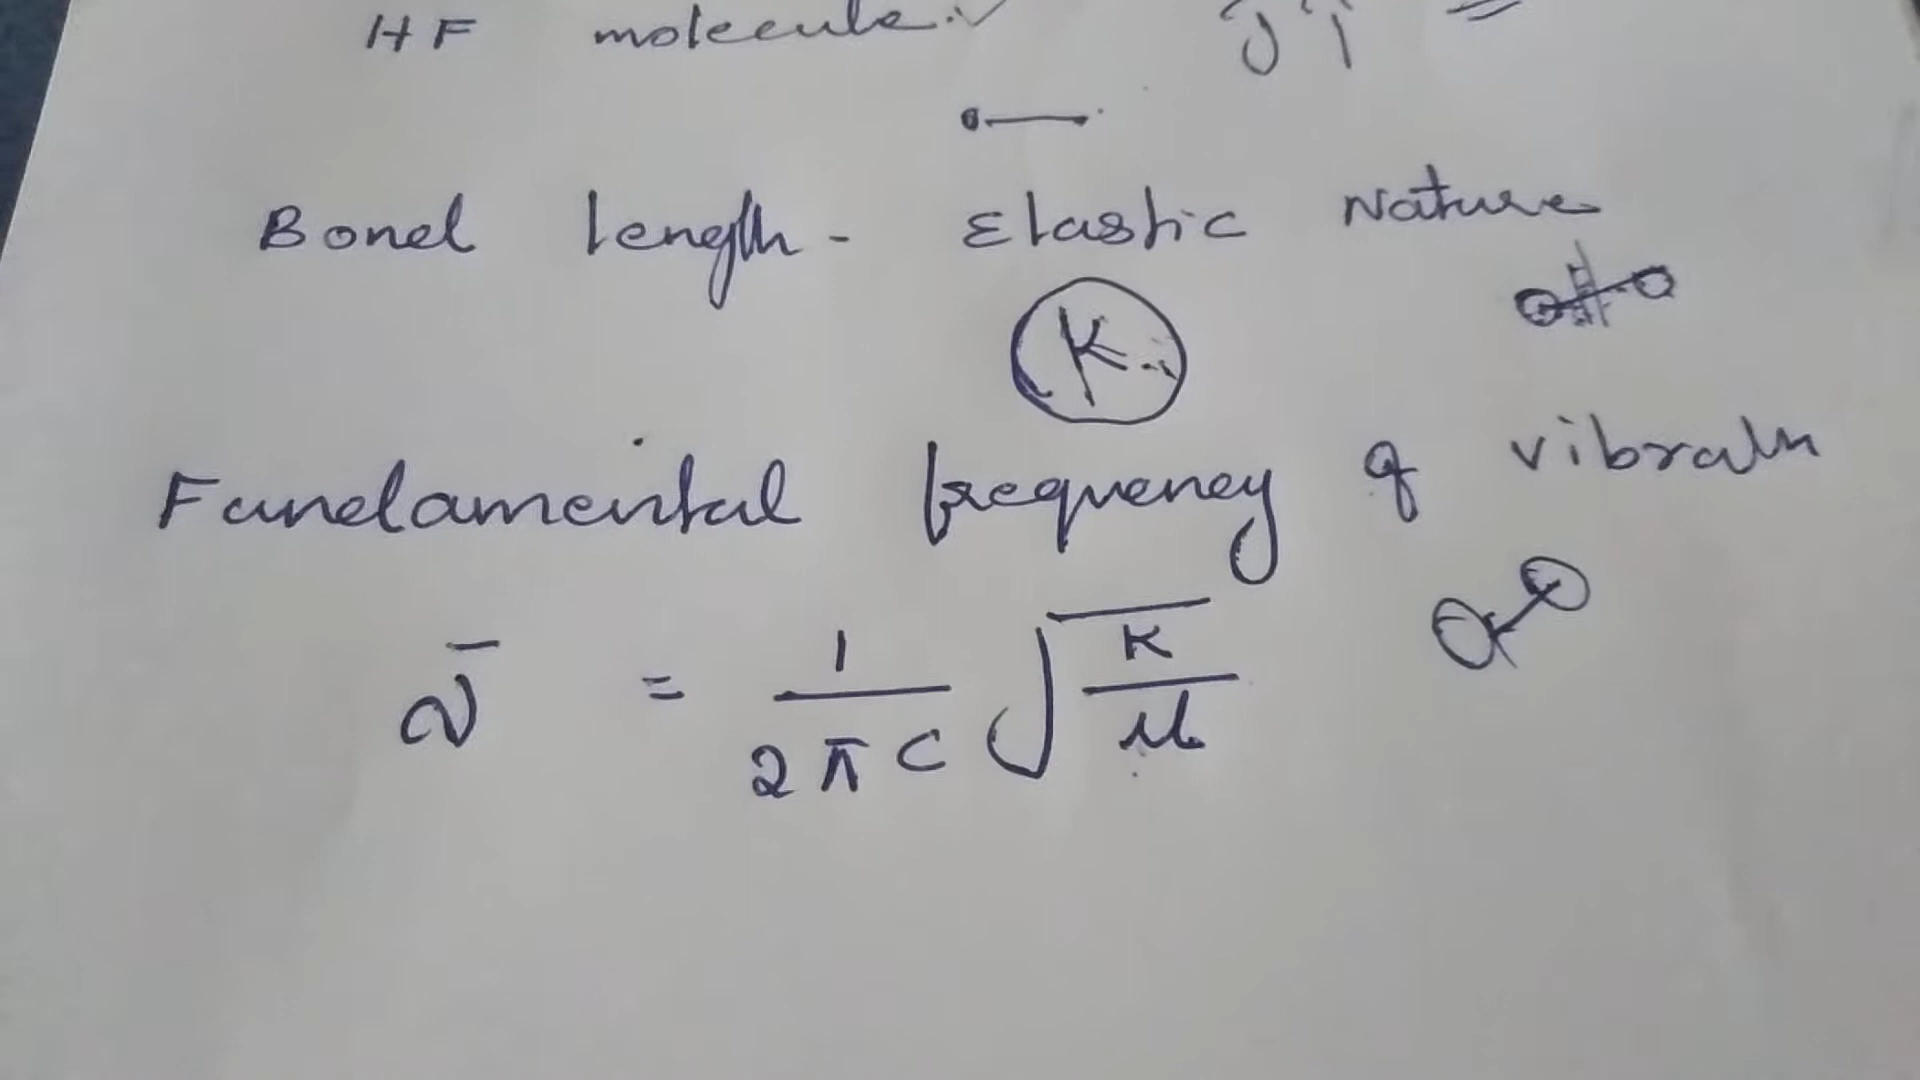 HF molecule.
Bond length - Elastic Nature
K
Fundamental frequency of vibratn
ν̄ = 1 / 2πc √ K / μ